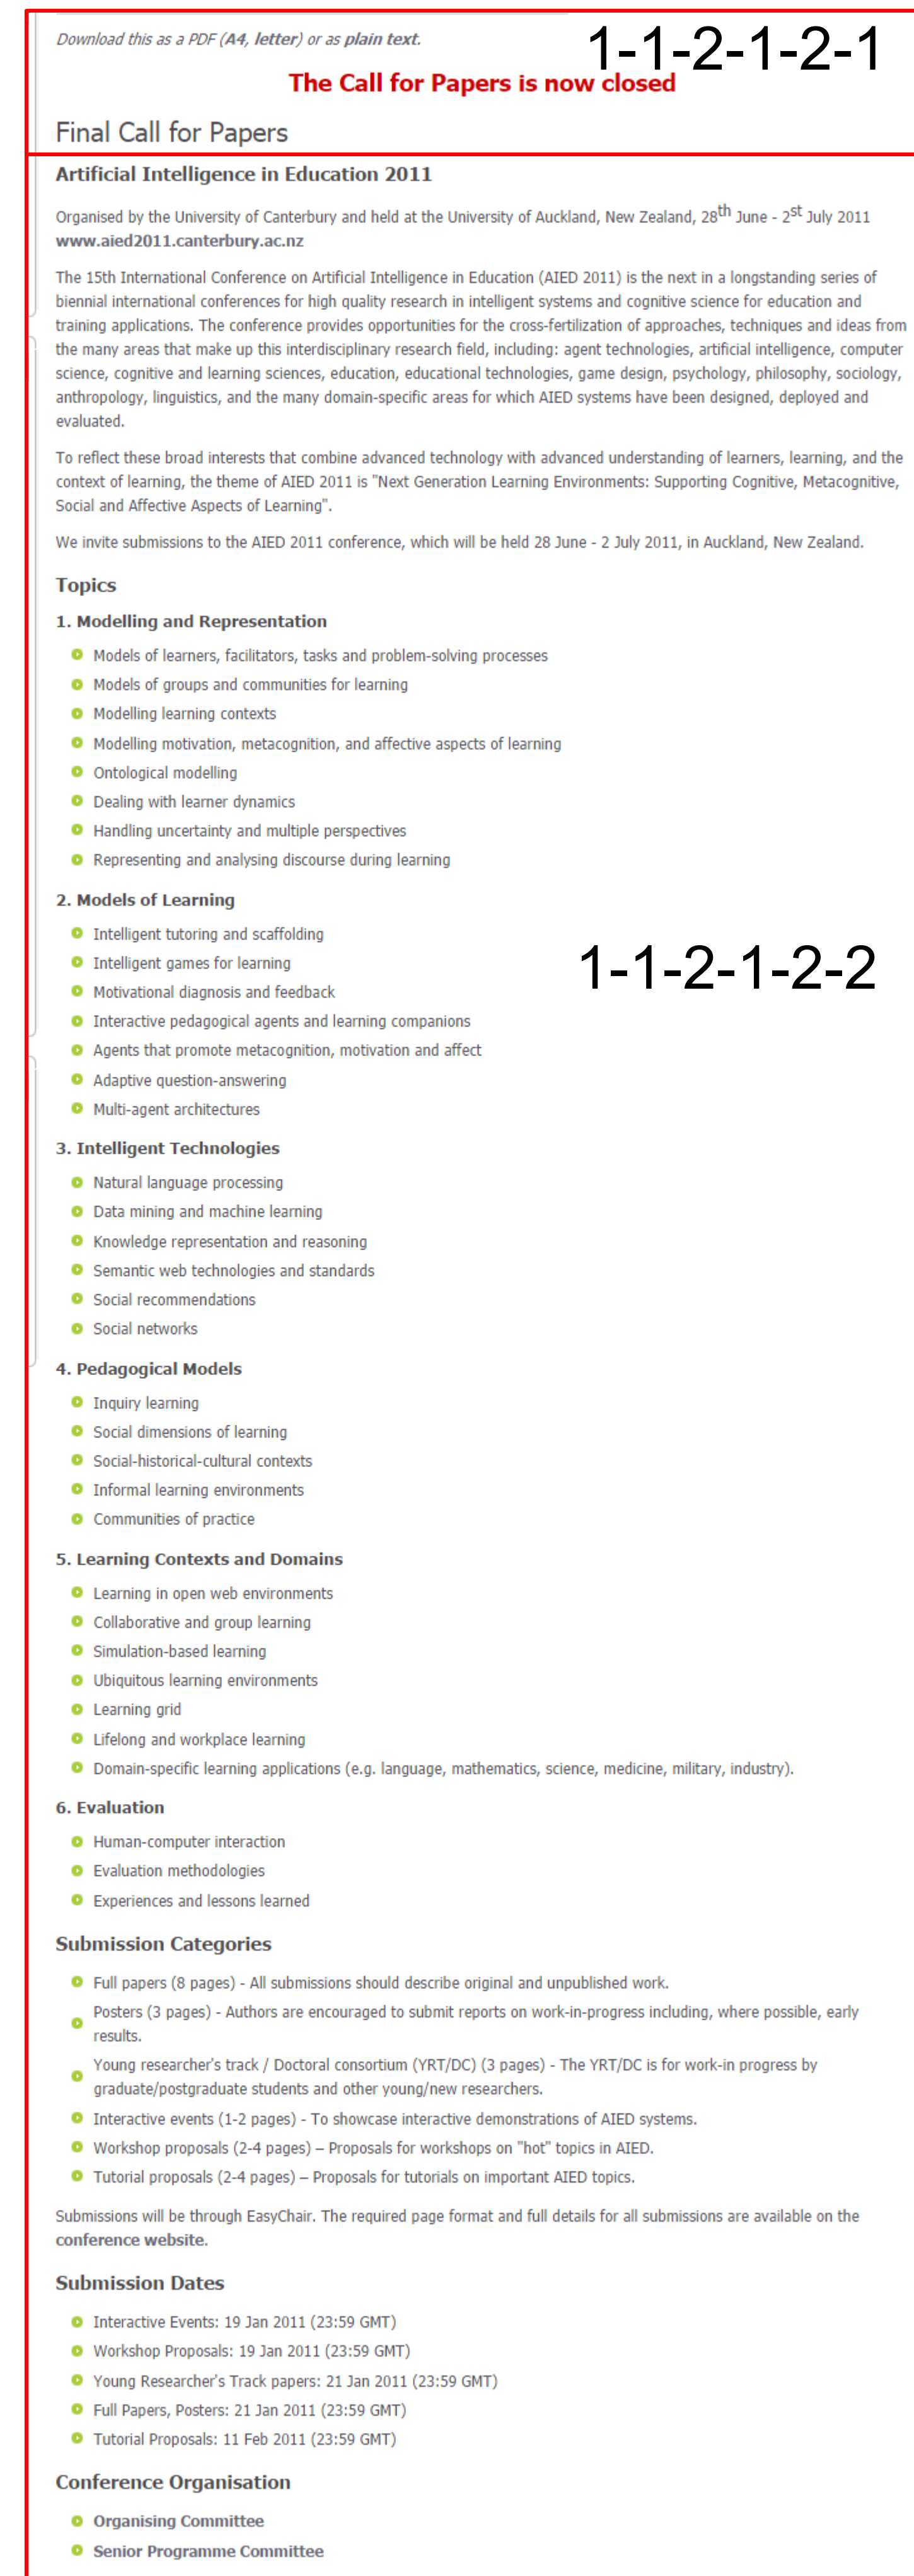 Download this as a PDF (A4, letter) or as plain text.
1-1-2-1-2-1
The Call for Papers is now closed
Final Call for Papers
Artificial Intelligence in Education 2011
Organised by the University of Canterbury and held at the University of Auckland, New Zealand, 28th June - 2st July 2011
www.aied2011.canterbury.ac.nz
The 15th International Conference on Artificial Intelligence in Education (AIED 2011) is the next in a longstanding series of
biennial international conferences for high quality research in intelligent systems and cognitive science for education and
training applications. The conference provides opportunities for the cross-fertilization of approaches, techniques and ideas from
the many areas that make up this interdisciplinary research field, including: agent technologies, artificial intelligence, computer
science, cognitive and learning sciences, education, educational technologies, game design, psychology, philosophy, sociology,
anthropology, linguistics, and the many domain-specific areas for which AIED systems have been designed, deployed and
evaluated.
To reflect these broad interests that combine advanced technology with advanced understanding of learners, learning, and the
context of learning, the theme of AIED 2011 is "Next Generation Learning Environments: Supporting Cognitive, Metacognitive,
Social and Affective Aspects of Learning".
We invite submissions to the AIED 2011 conference, which will be held 28 June - 2 July 2011, in Auckland, New Zealand.
Topics
1. Modelling and Representation
Models of learners, facilitators, tasks and problem-solving processes
Models of groups and communities for learning
Modelling learning contexts
Modelling motivation, metacognition, and affective aspects of learning
Ontological modelling
Dealing with learner dynamics
Handling uncertainty and multiple perspectives
Representing and analysing discourse during learning
2. Models of Learning
Intelligent tutoring and scaffolding
Intelligent games for learning
1-1-2-1-2-2
Motivational diagnosis and feedback
Interactive pedagogical agents and learning companions
Agents that promote metacognition, motivation and affect
Adaptive question-answering
Multi-agent architectures
3. Intelligent Technologies
Natural language processing
Data mining and machine learning
Knowledge representation and reasoning
Semantic web technologies and standards
Social recommendations
Social networks
4. Pedagogical Models
Inquiry learning
Social dimensions of learning
Social-historical-cultural contexts
Informal learning environments
Communities of practice
5. Learning Contexts and Domains
Learning in open web environments
Collaborative and group learning
Simulation-based learning
Ubiquitous learning environments
Learning grid
Lifelong and workplace learning
Domain-specific learning applications (e.g. language, mathematics, science, medicine, military, industry).
6. Evaluation
Human-computer interaction
Evaluation methodologies
Experiences and lessons learned
Submission Categories
Full papers (8 pages) - All submissions should describe original and unpublished work.
Posters (3 pages) - Authors are encouraged to submit reports on work-in-progress including, where possible, early
results.
Young researcher's track / Doctoral consortium (YRT/DC) (3 pages) - The YRT/DC is for work-in progress by
graduate/postgraduate students and other young/new researchers.
Interactive events (1-2 pages) - To showcase interactive demonstrations of AIED systems.
Workshop proposals (2-4 pages) – Proposals for workshops on "hot" topics in AIED.
Tutorial proposals (2-4 pages) – Proposals for tutorials on important AIED topics.
Submissions will be through EasyChair. The required page format and full details for all submissions are available on the
conference website.
Submission Dates
Interactive Events: 19 Jan 2011 (23:59 GMT)
Workshop Proposals: 19 Jan 2011 (23:59 GMT)
Young Researcher's Track papers: 21 Jan 2011 (23:59 GMT)
Full Papers, Posters: 21 Jan 2011 (23:59 GMT)
Tutorial Proposals: 11 Feb 2011 (23:59 GMT)
Conference Organisation
Organising Committee
Senior Programme Committee